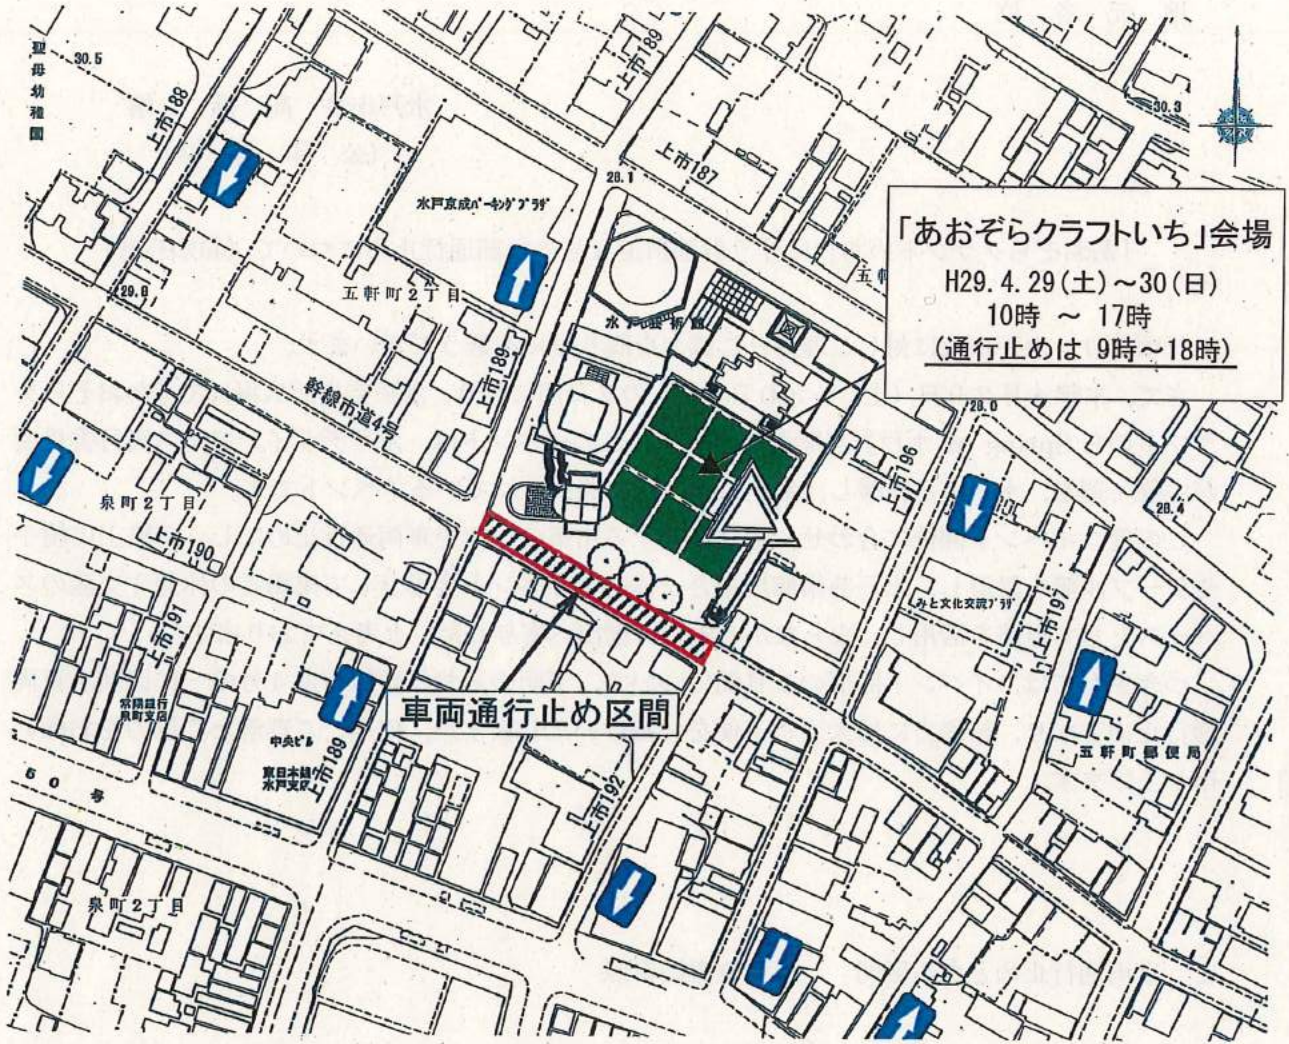 聖母幼稚園
30.5
上市188
上市189
30.3
上市187
28.1
水戸京成パーキングプラザ
「あおぞらクラフトいち」会場
H29.4.29(土)～30(日)
10時 ～ 17時
(通行止めは 9時～18時)
29.8
五軒町2丁目
水戸芸術館
上市189
幹線市道4号
28.0
上市196
28.4
泉町2丁目
上市190
上市191
みと文化交流プラザ
上市197
常陽銀行
泉町支店
車両通行止め区間
中央ビル
東日本銀
水戸支店
上市189
上市192
五軒町郵便局
50号
泉町2丁目